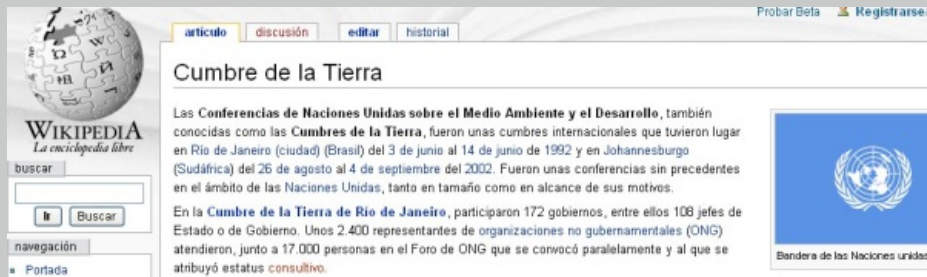 Probar Beta Registrarse
artículo discusión editar historial
Cumbre de la Tierra
Las Conferencias de Naciones Unidas sobre el Medio Ambiente y el Desarrollo, también
conocidas como las Cumbres de la Tierra, fueron unas cumbres internacionales que tuvieron lugar
en Río de Janeiro (ciudad) (Brasil) del 3 de junio al 14 de junio de 1992 y en Johannesburgo
(Sudáfrica) del 26 de agosto al 4 de septiembre del 2002. Fueron unas conferencias sin precedentes
en el ámbito de las Naciones Unidas, tanto en tamaño como en alcance de sus motivos.
En la Cumbre de la Tierra de Río de Janeiro, participaron 172 gobiernos, entre ellos 108 jefes de
Estado o de Gobierno. Unos 2.400 representantes de organizaciones no gubernamentales (ONG)
atendieron, junto a 17.000 personas en el Foro de ONG que se convocó paralelamente y al que se
atribuyó estatus consultivo.
Bandera de las Naciones unidas
WIKIPEDIA
La enciclopedia libre
buscar
Ir Buscar
navegación
Portada